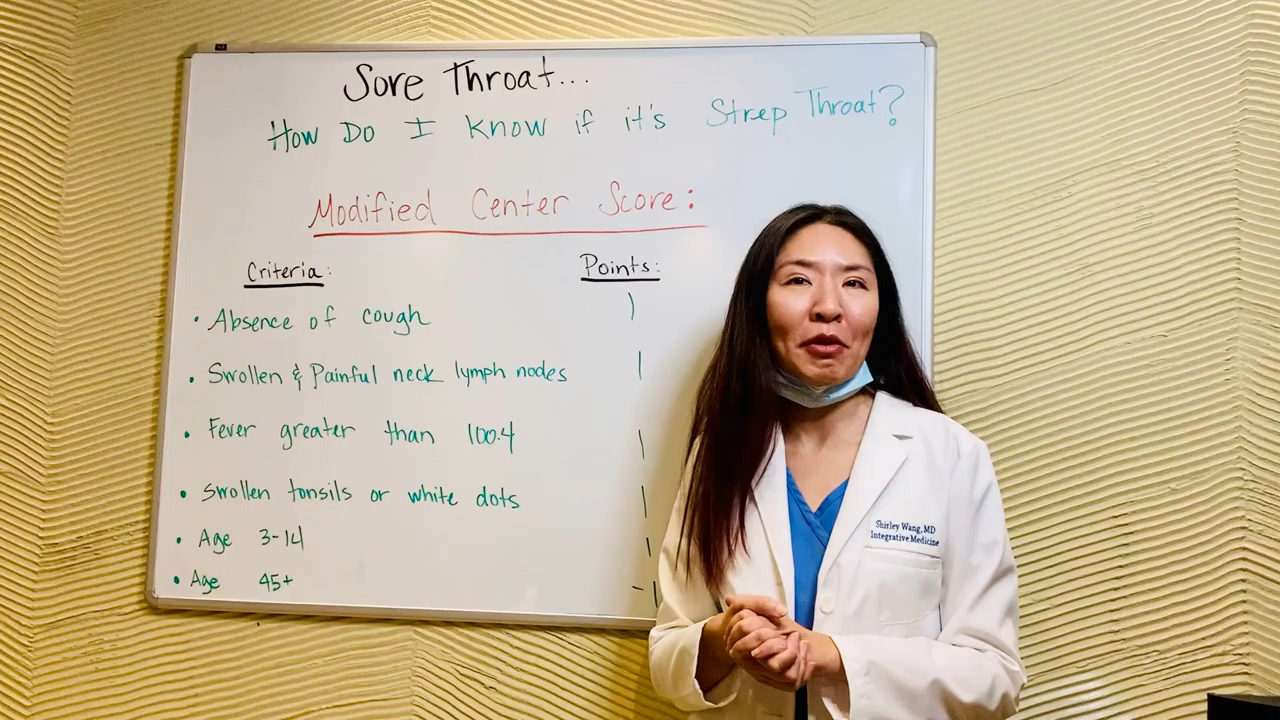 Sore Throat...
How Do I Know if it's Strep Throat?
Modified Center Score:
Criteria: Points:
• Absence of cough 1
• Swollen & Painful neck lymph nodes 1
• Fever greater than 100.4 1
• Swollen tonsils or white dots 1
• Age 3-14 1
• Age 45+ -1
Shirley Wang, MD
Integrative Medicine